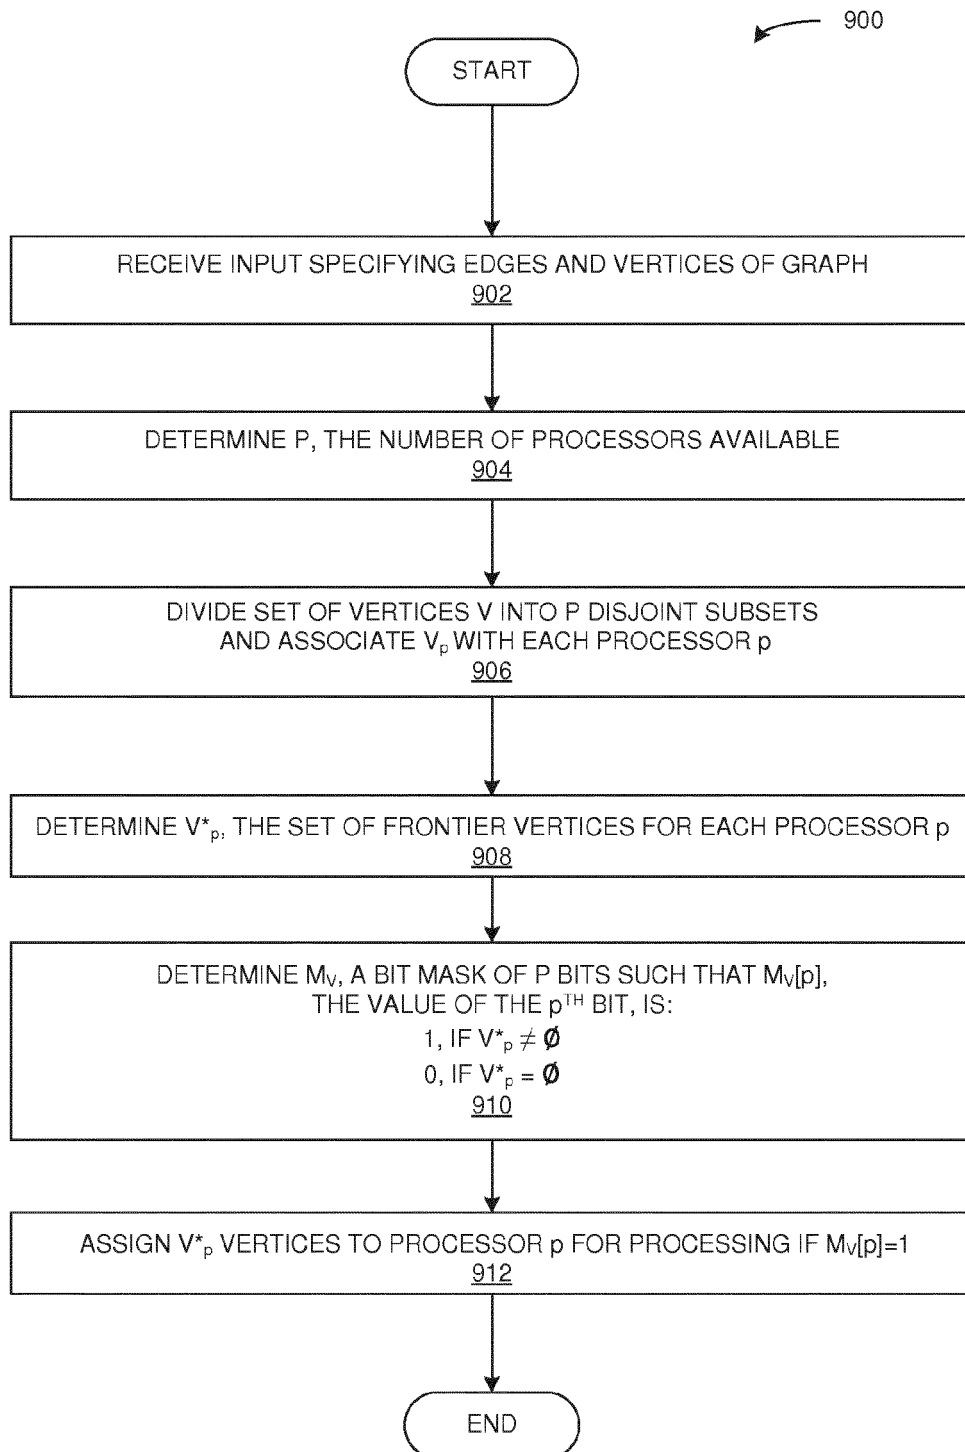 900
START
RECEIVE INPUT SPECIFYING EDGES AND VERTICES OF GRAPH
902
DETERMINE P, THE NUMBER OF PROCESSORS AVAILABLE
904
DIVIDE SET OF VERTICES V INTO P DISJOINT SUBSETS
AND ASSOCIATE Vₚ WITH EACH PROCESSOR p
906
DETERMINE V*ₚ, THE SET OF FRONTIER VERTICES FOR EACH PROCESSOR p
908
DETERMINE Mᵥ, A BIT MASK OF P BITS SUCH THAT Mᵥ[p],
THE VALUE OF THE pᵀᴴ BIT, IS:
1, IF V*ₚ ≠ Ø
0, IF V*ₚ = Ø
910
ASSIGN V*ₚ VERTICES TO PROCESSOR p FOR PROCESSING IF Mᵥ[p]=1
912
END